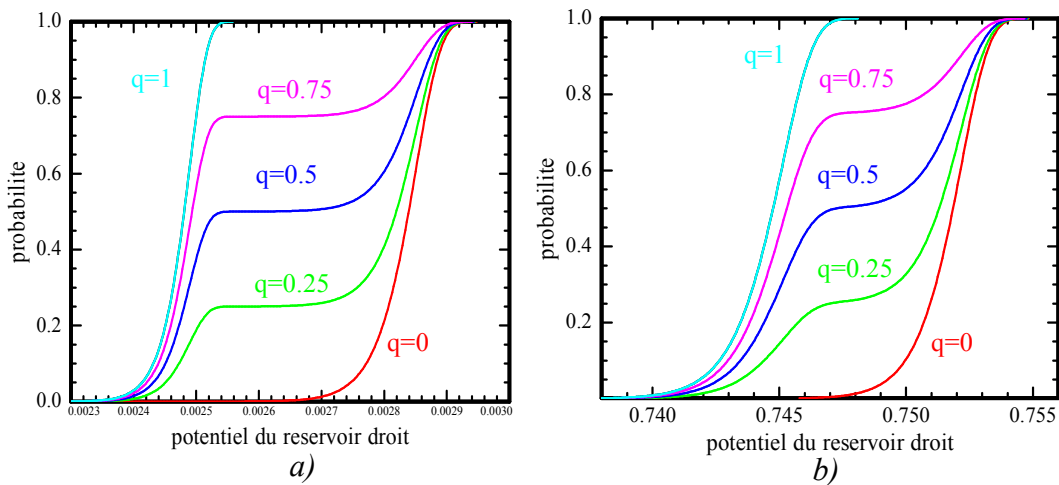 1.0
0.8
0.6
0.4
0.2
0.0
probabilite
q=1
q=0.75
q=0.5
q=0.25
q=0
0.0023 0.0024 0.0025 0.0026 0.0027 0.0028 0.0029 0.0030
potentiel du reservoir droit
a)
1.0
0.8
0.6
0.4
0.2
probabilite
q=1
q=0.75
q=0.5
q=0.25
q=0
0.740 0.745 0.750 0.755
potentiel du reservoir droit
b)